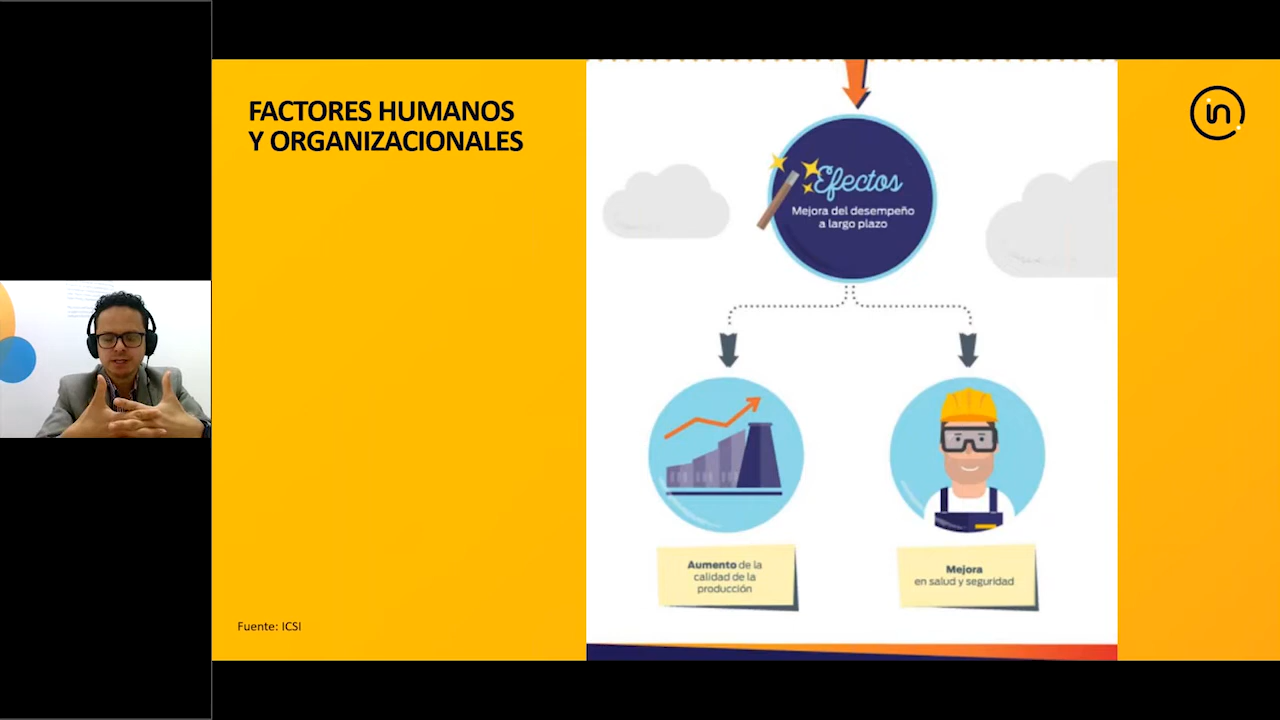 FACTORES HUMANOS
Y ORGANIZACIONALES
in
Efectos
Mejora del desempeño
a largo plazo
Aumento de la
calidad de la
producción
Mejora
en salud y seguridad
Fuente: ICSI